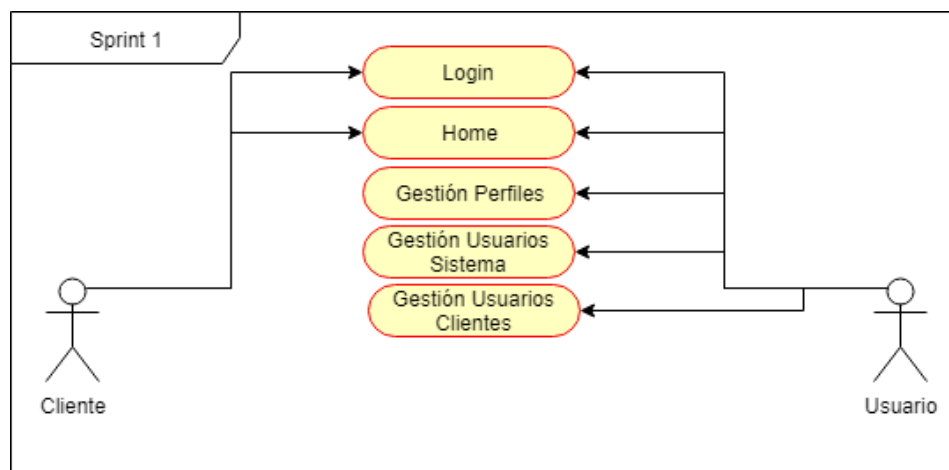 Sprint 1
Login
Home
Gestión Perfiles
Gestión Usuarios
Sistema
Gestión Usuarios
Clientes
Cliente
Usuario